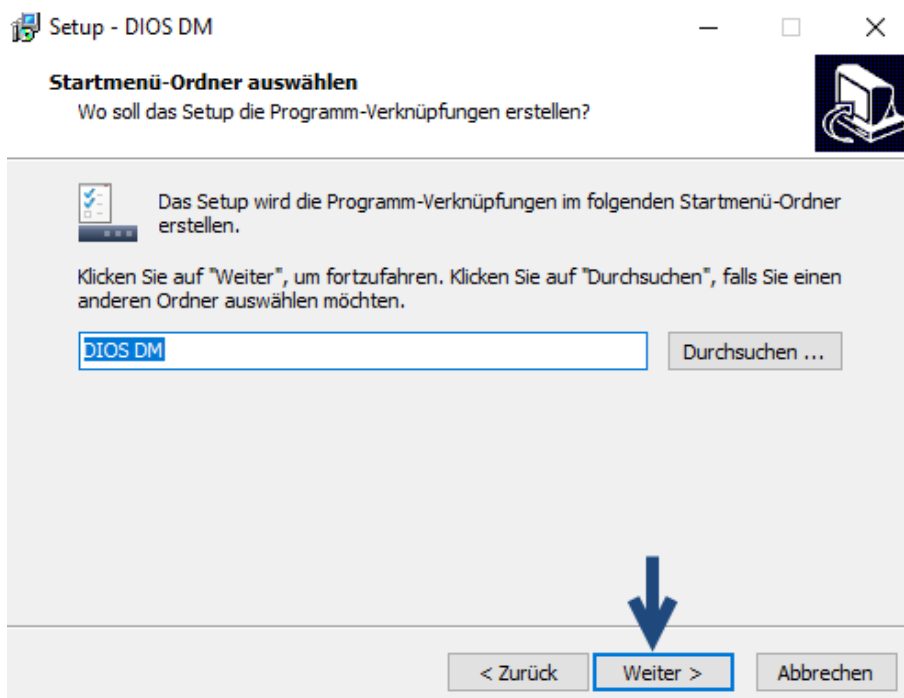 Setup - DIOS DM
Startmenü-Ordner auswählen
Wo soll das Setup die Programm-Verknüpfungen erstellen?
Das Setup wird die Programm-Verknüpfungen im folgenden Startmenü-Ordner
erstellen.
Klicken Sie auf "Weiter", um fortzufahren. Klicken Sie auf "Durchsuchen", falls Sie einen
anderen Ordner auswählen möchten.
DIOS DM
Durchsuchen ...
< Zurück
Weiter >
Abbrechen